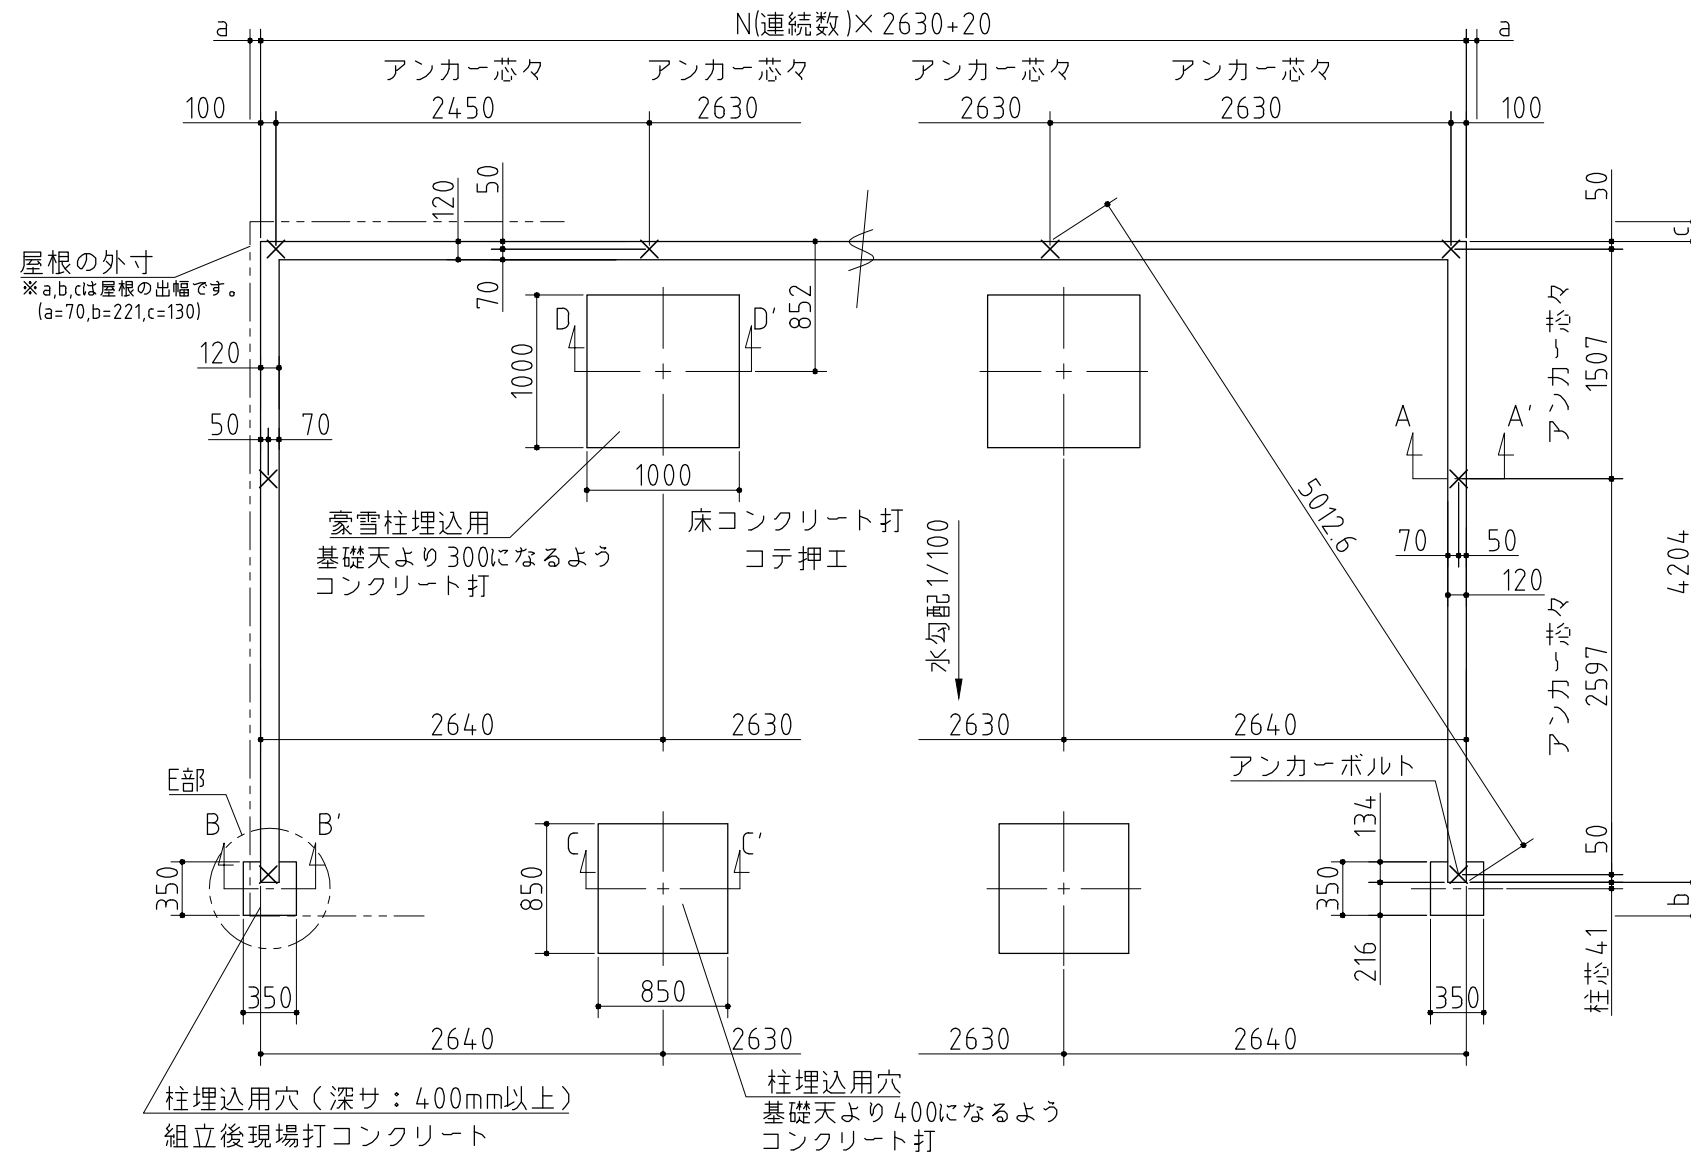 a
N(連続数)×2630+20
a
アンカー芯々
アンカー芯々
アンカー芯々
アンカー芯々
100
2450
2630
2630
2630
100
50
120
50
c
屋根の外寸
※a,b,cは屋根の出幅です。
(a=70,b=221,c=130)
70
852
D
D'
1000
120
アンカー芯々
1507
50
70
A
A'
1000
豪雪柱埋込用
基礎天より300になるよう
コンクリート打
床コンクリート打
コテ押エ
水勾配1/100
5012.6
70
50
120
4204
アンカー芯々
2597
2640
2630
2630
2640
アンカーボルト
E部
B
B'
C
C'
134
50
350
850
350
b
216
柱芯41
350
850
350
2640
2630
2630
2640
柱埋込用穴(深サ:400mm以上)
組立後現場打コンクリート
柱埋込用穴
基礎天より400になるよう
コンクリート打